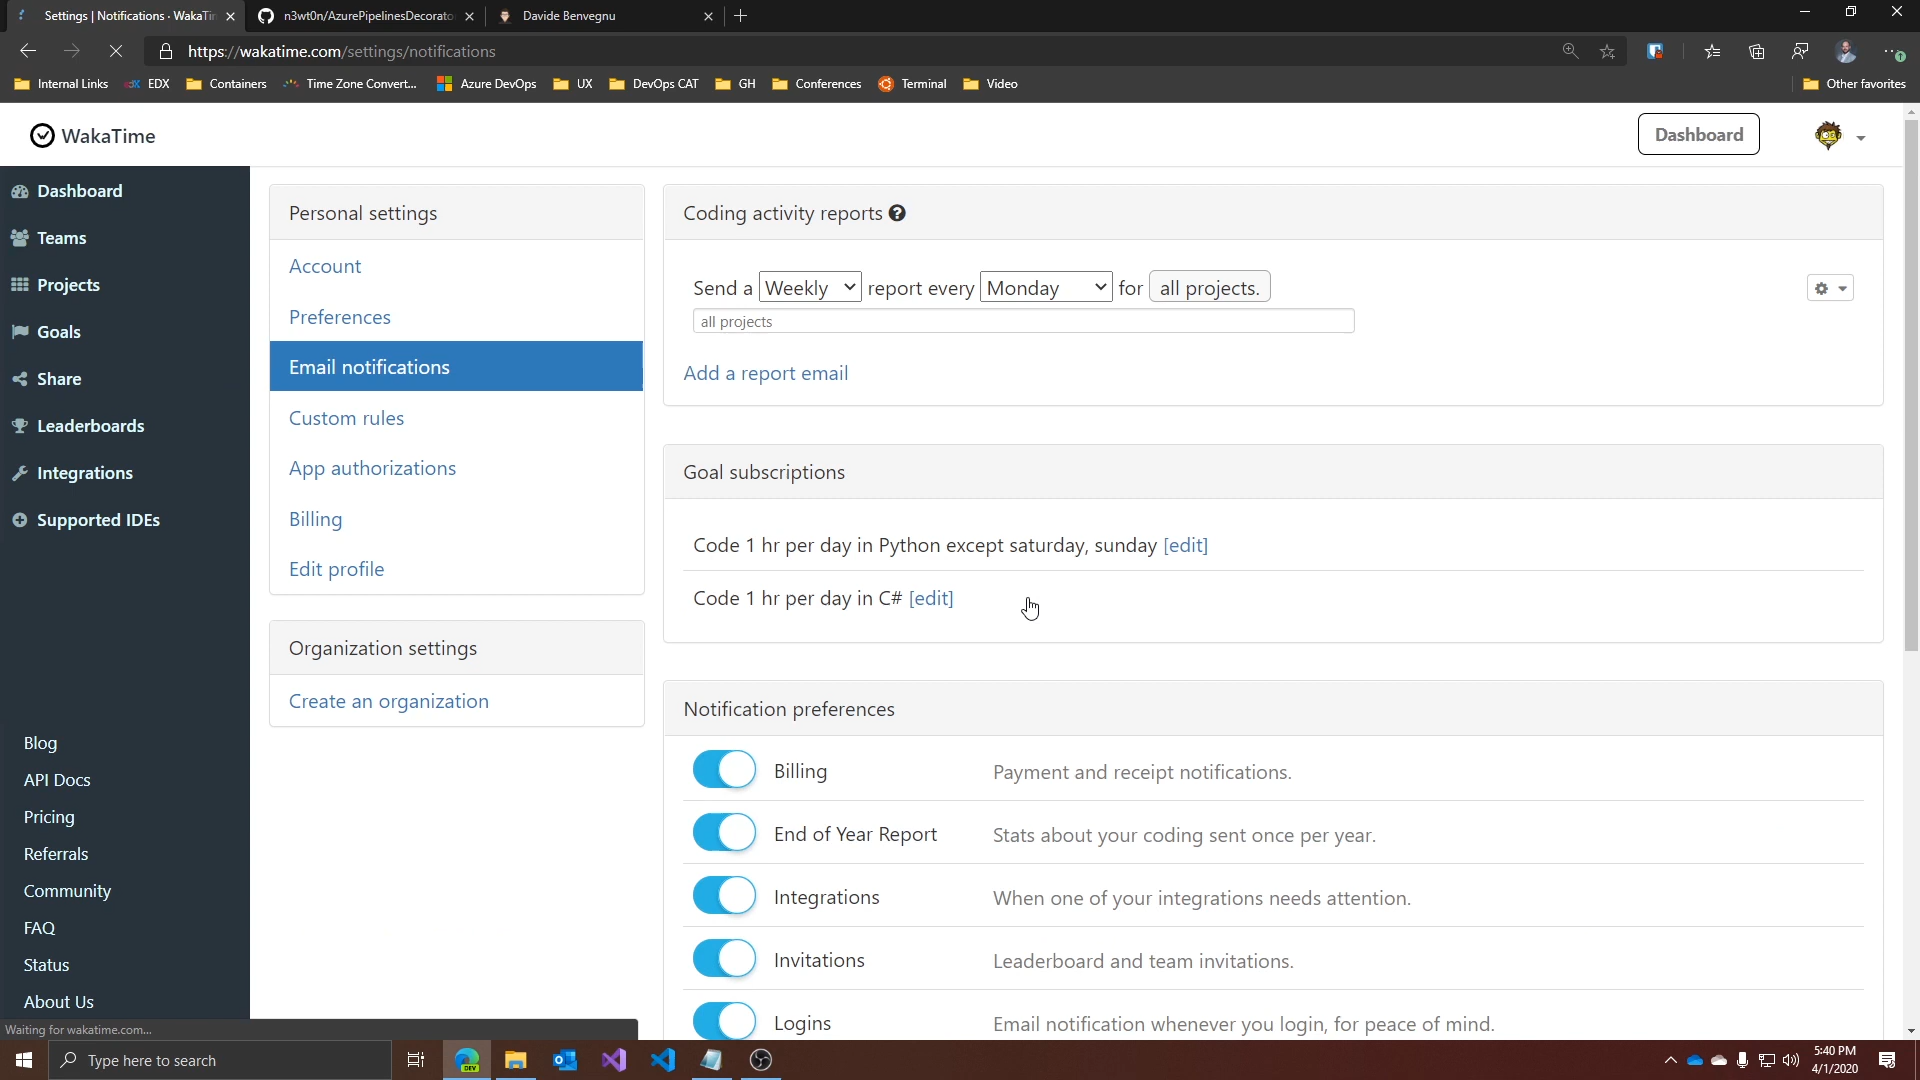 Settings | Notifications · WakaTin
n3wt0n/AzurePipelinesDecorato
Davide Benvegnu
https://wakatime.com/settings/notifications
Internal Links
EDX
Containers
Time Zone Convert...
Azure DevOps
UX
DevOps CAT
GH
Conferences
Terminal
Video
Other favorites
WakaTime
Dashboard
Dashboard
Teams
Projects
Goals
Share
Leaderboards
Integrations
Supported IDEs
Blog
API Docs
Pricing
Referrals
Community
FAQ
Status
About Us
Personal settings
Account
Preferences
Email notifications
Custom rules
App authorizations
Billing
Edit profile
Organization settings
Create an organization
Coding activity reports ?
Send a Weekly report every Monday for all projects.
all projects
Add a report email
Goal subscriptions
Code 1 hr per day in Python except saturday, sunday [edit]
Code 1 hr per day in C# [edit]
Notification preferences
Billing Payment and receipt notifications.
End of Year Report Stats about your coding sent once per year.
Integrations When one of your integrations needs attention.
Invitations Leaderboard and team invitations.
Logins Email notification whenever you login, for peace of mind.
Waiting for wakatime.com...
Type here to search
DEV
5:40 PM
4/1/2020